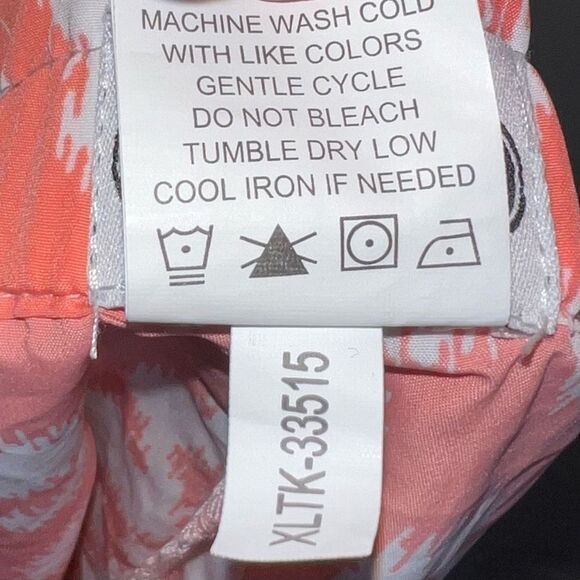 MACHINE WASH COLD
WITH LIKE COLORS
GENTLE CYCLE
DO NOT BLEACH
TUMBLE DRY LOW
COOL IRON IF NEEDED
XLTK-33515